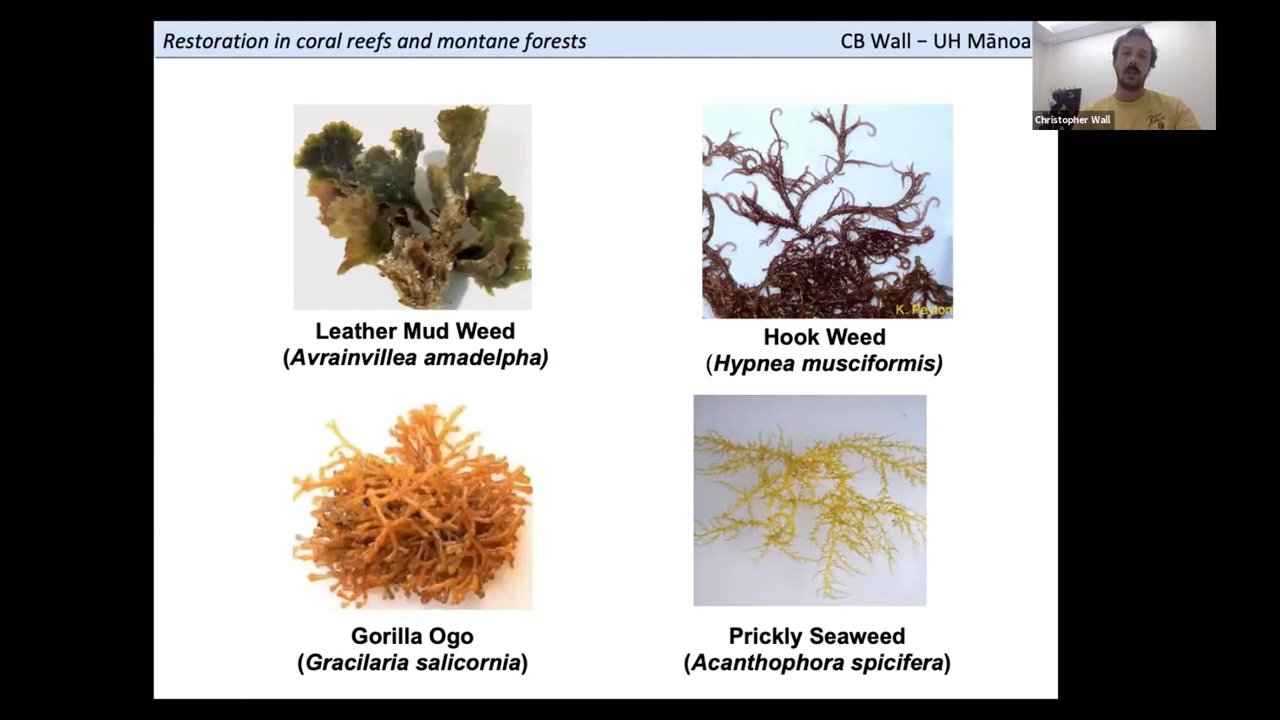 Restoration in coral reefs and montane forests
CB Wall – UH Mānoa
Christopher Wall
K. Peyton
Leather Mud Weed
(Avrainvillea amadelpha)
Hook Weed
(Hypnea musciformis)
Gorilla Ogo
(Gracilaria salicornia)
Prickly Seaweed
(Acanthophora spicifera)